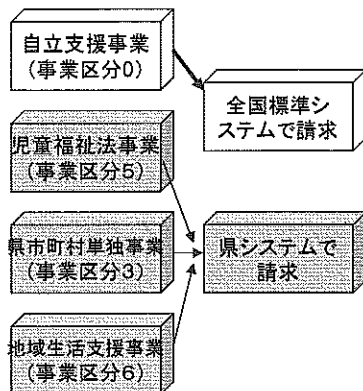 自立支援事業
(事業区分0)
全国標準シ
ステムで請求
児童福祉法事業
(事業区分5)
県市町村単独事業
(事業区分3)
県システムで
請求
地域生活支援事業
(事業区分6)